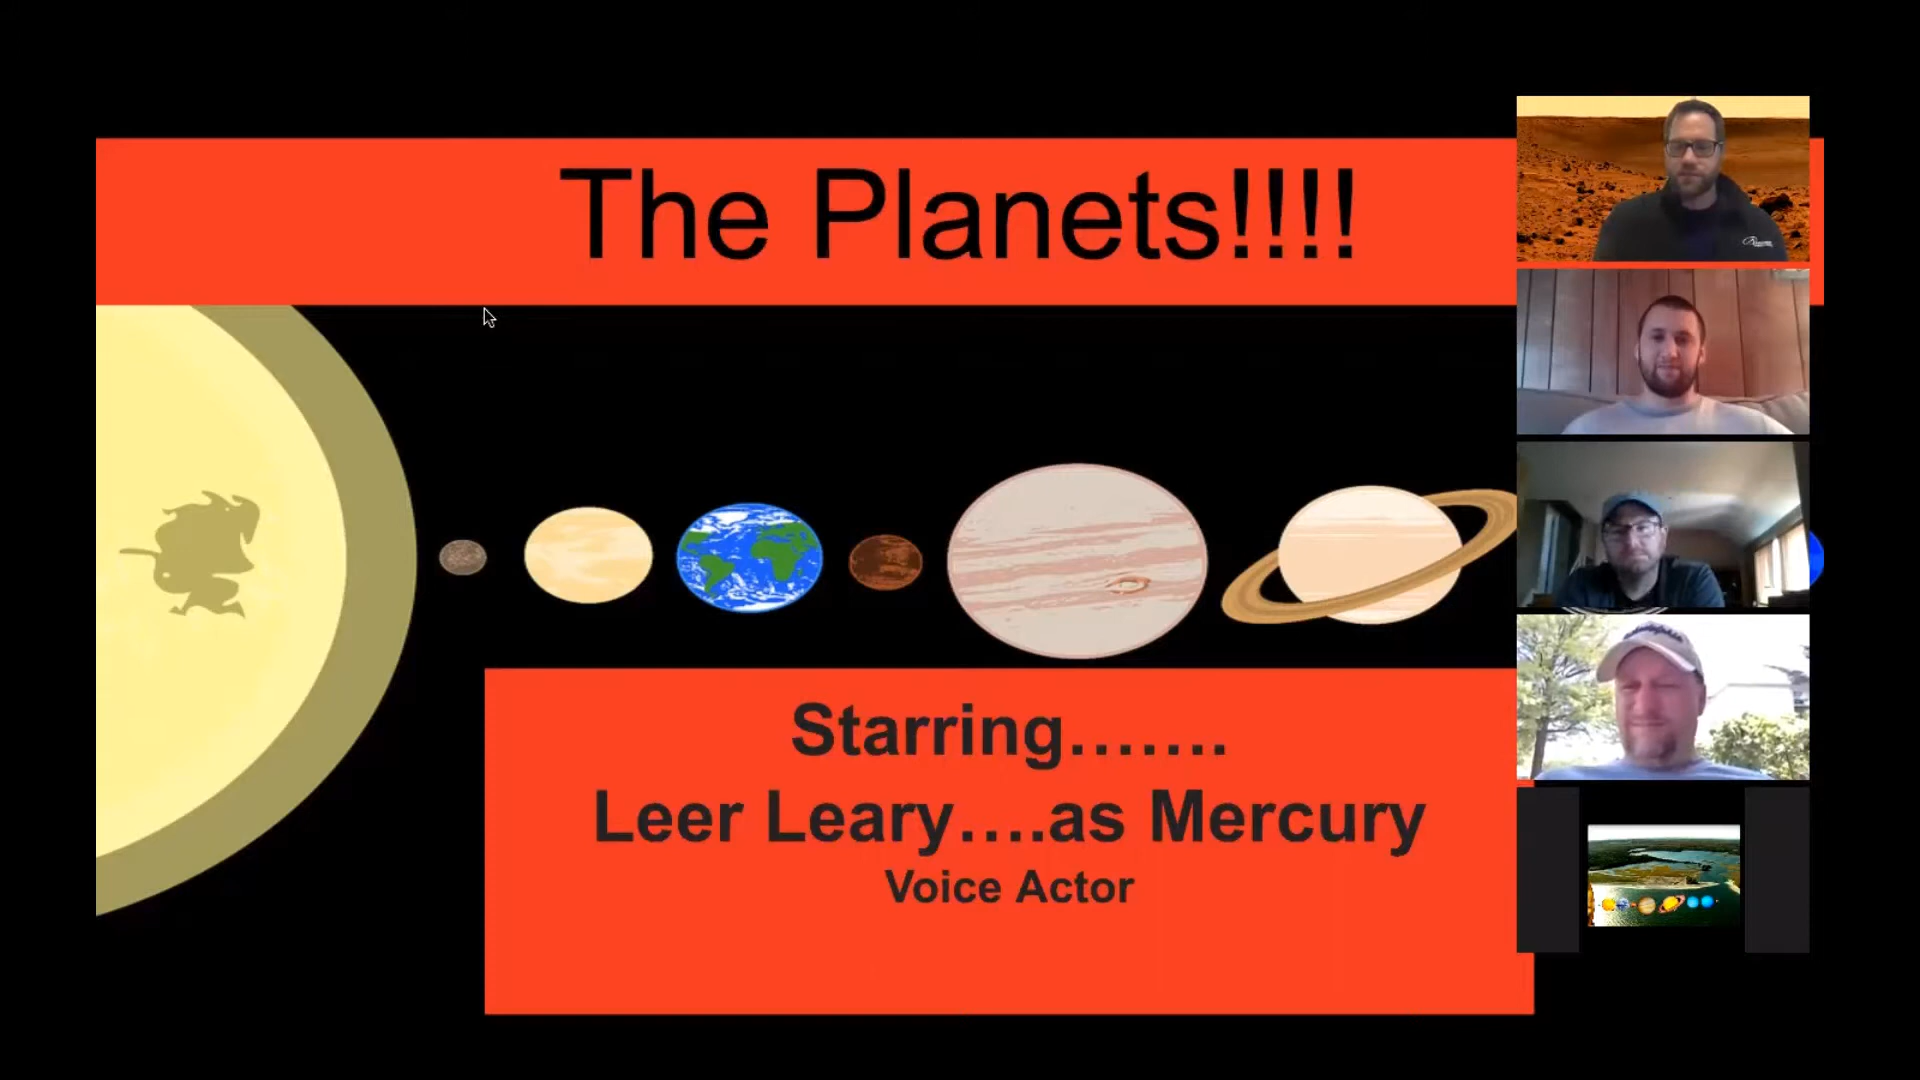 The Planets!!!!
Starring.......
Leer Leary....as Mercury
Voice Actor